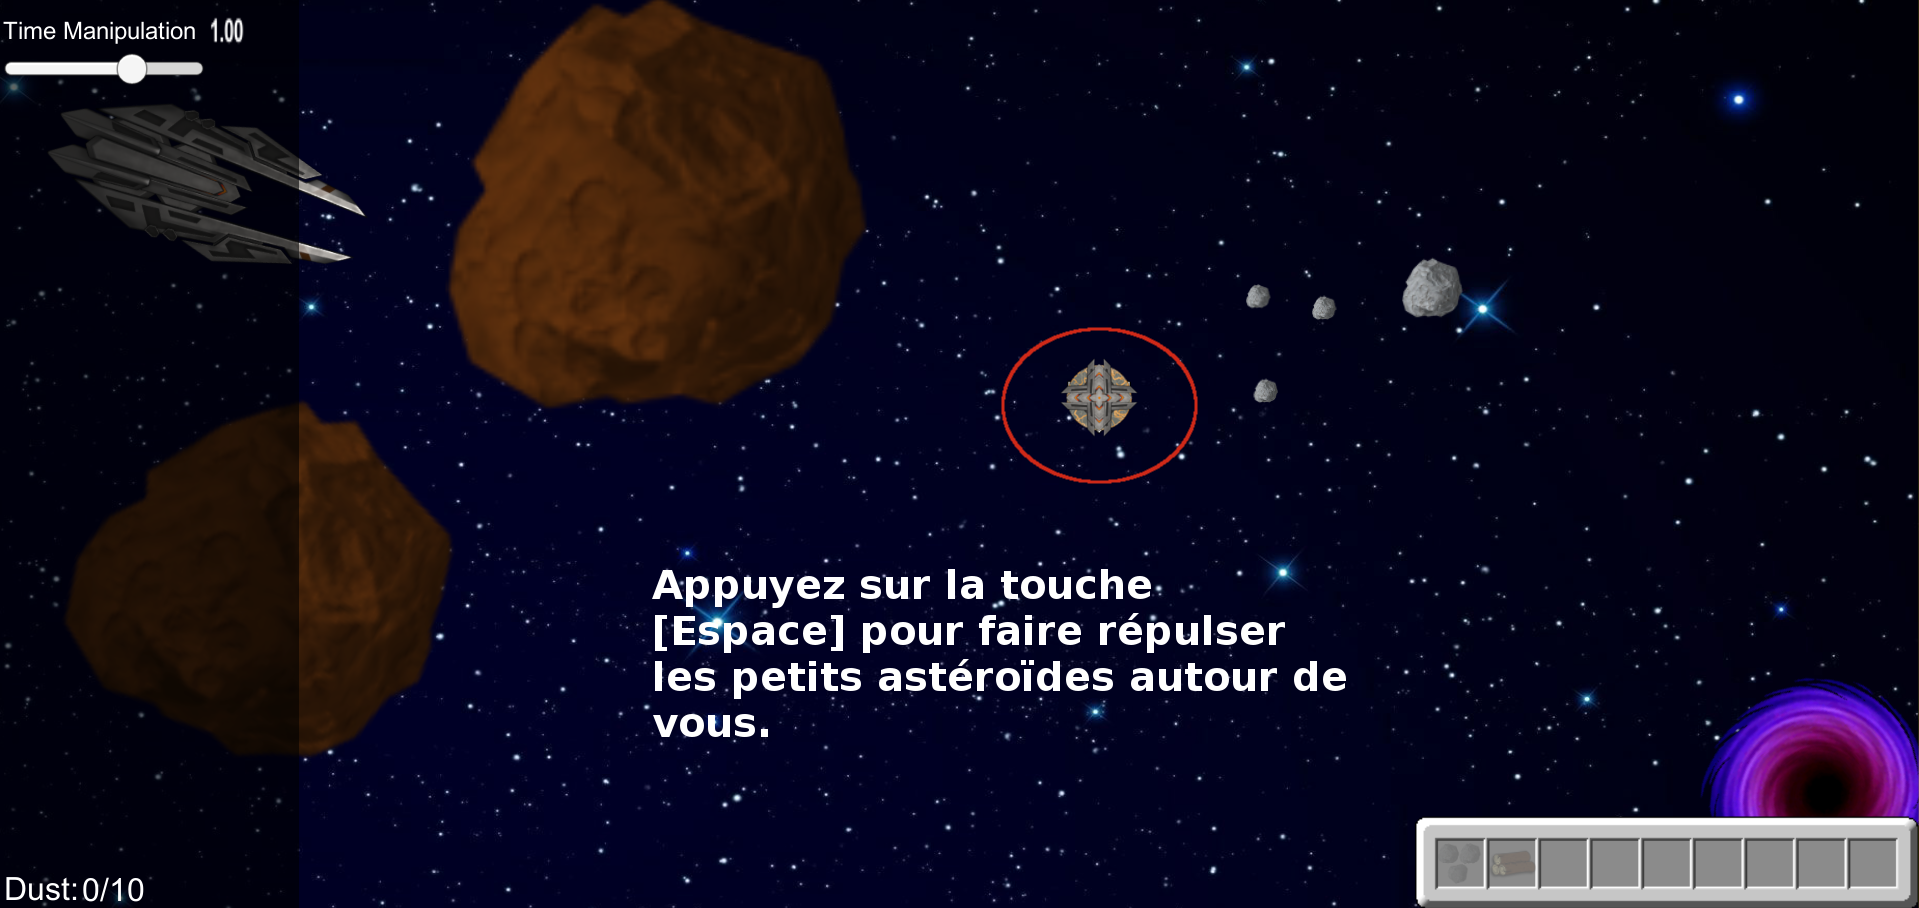 Time Manipulation 1.00
Appuyez sur la touche
[Espace] pour faire répulser
les petits astéroïdes autour de
vous.
Dust:0/10